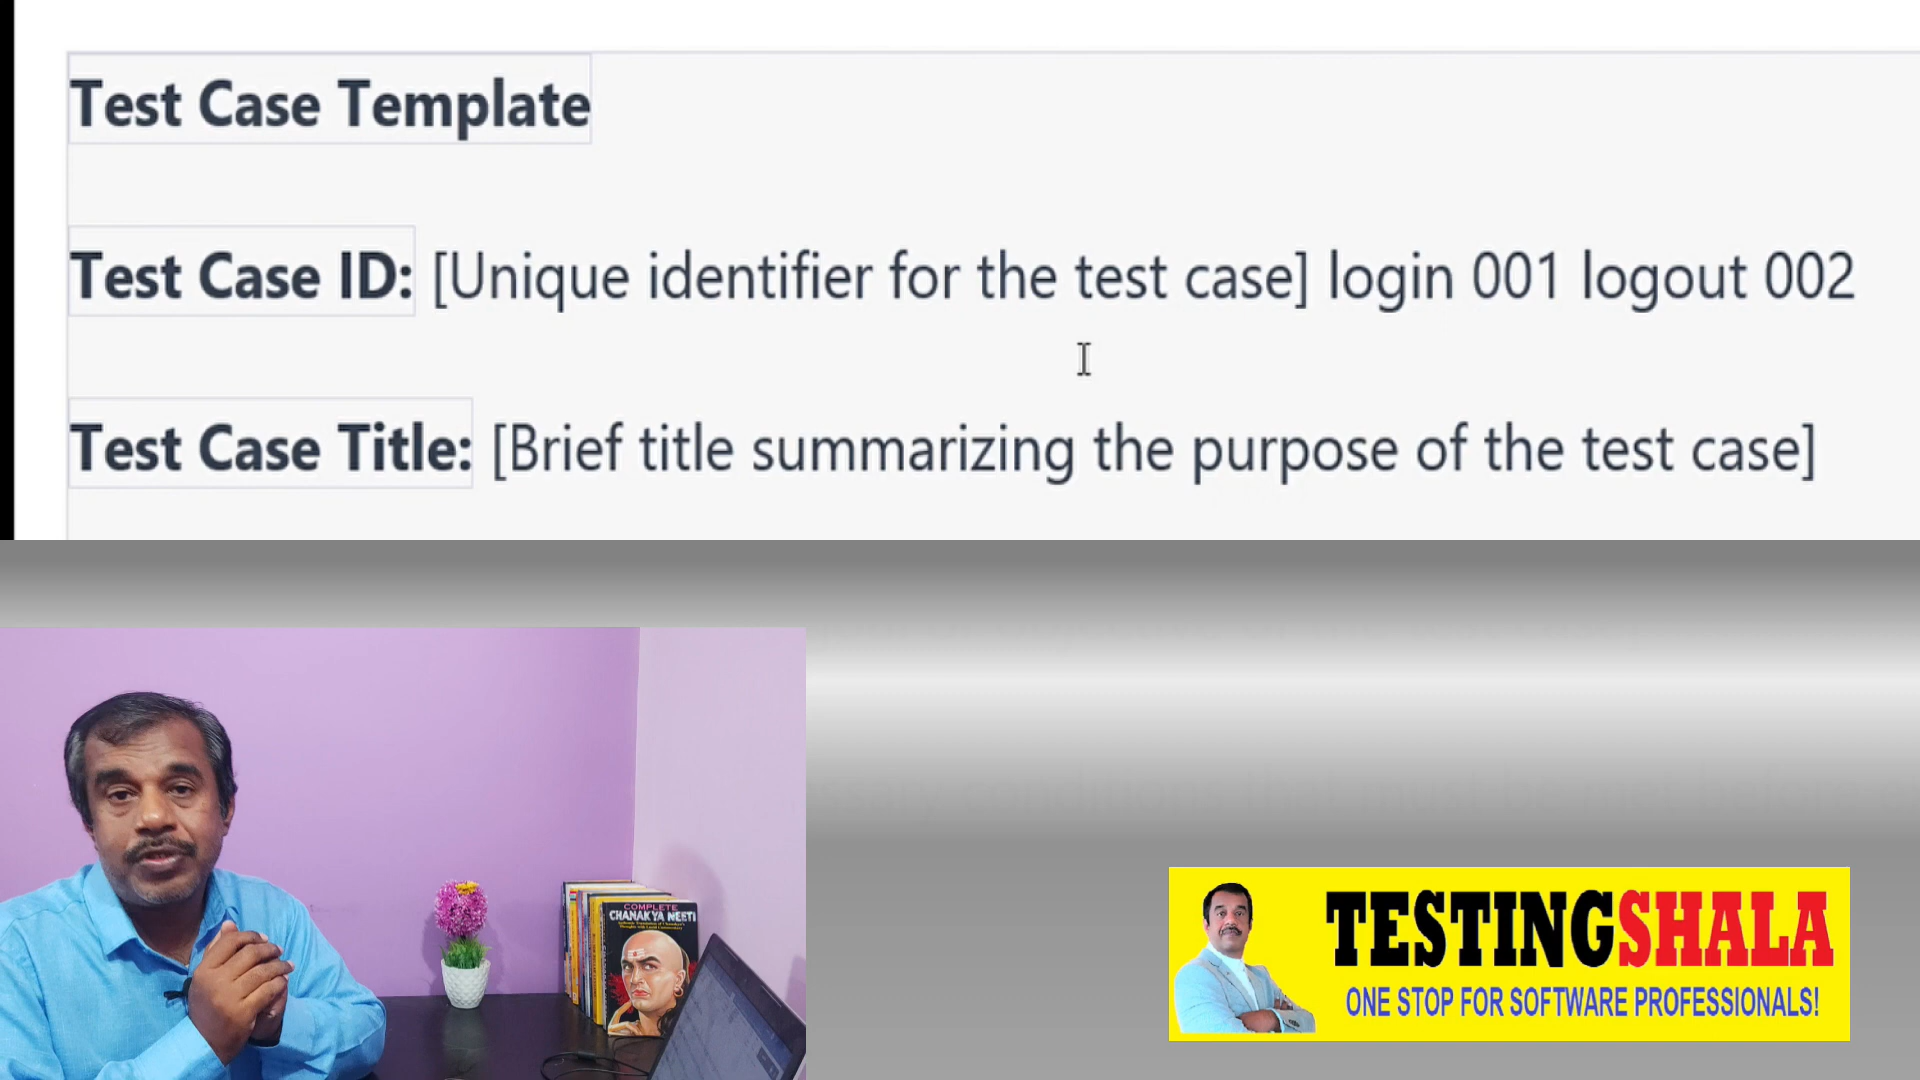 Test Case Template
Test Case ID: [Unique identifier for the test case] login 001 logout 002
Test Case Title: [Brief title summarizing the purpose of the test case]
COMPLETE
CHANAKYA NEETI
TESTINGSHALA
ONE STOP FOR SOFTWARE PROFESSIONALS!